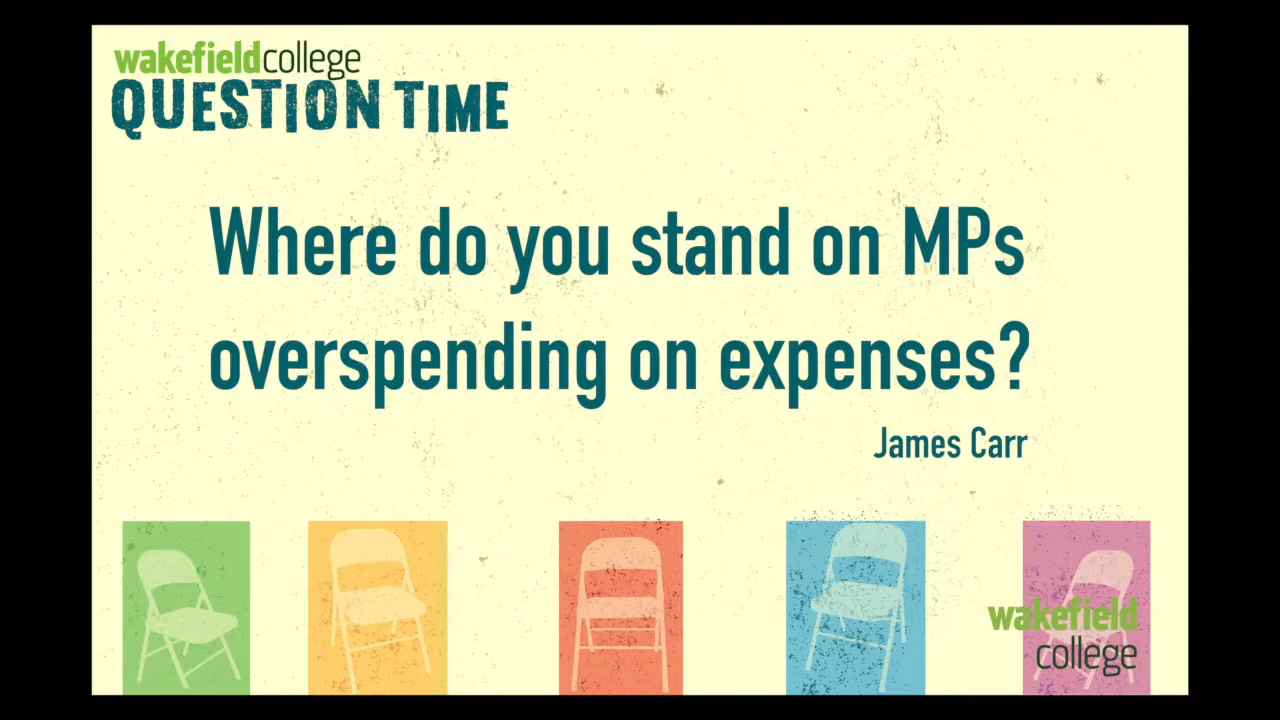 wakefieldcollege
QUESTION TIME
Where do you stand on MPs
overspending on expenses?
James Carr
wakefield
college